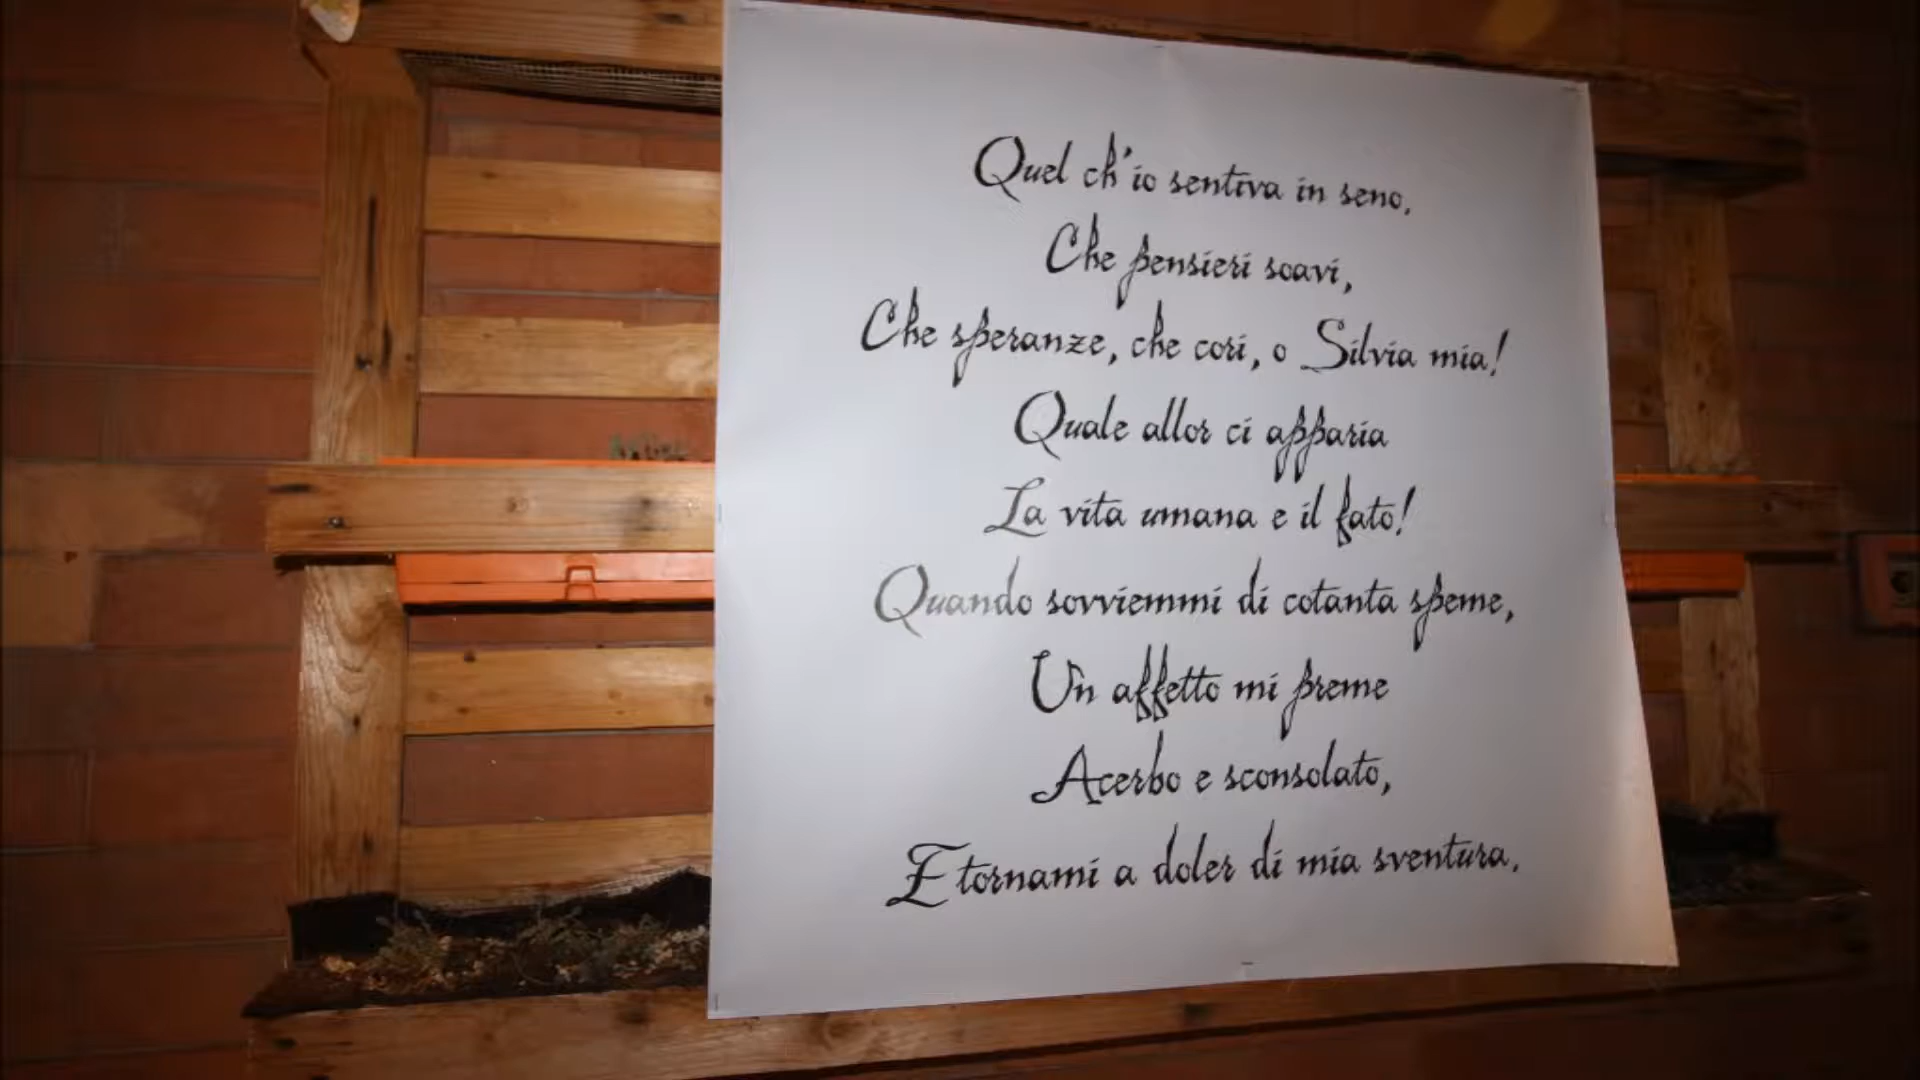 Quel ch'io sentiva in seno.
Che pensieri soavi,
Che speranze, che cori, o Silvia mia!
Quale allor ci apparia
La vita umana e il fato!
Quando sovviemmi di cotanta speme,
Un affetto mi preme
Acerbo e sconsolato,
E tornami a doler di mia sventura.